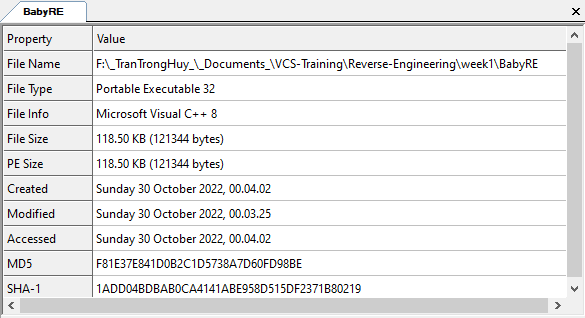 BabyRE
Property Value
File Name F:\_TranTrongHuy_\_Documents_\VCS-Training\Reverse-Engineering\week1\BabyRE
File Type Portable Executable 32
File Info Microsoft Visual C++ 8
File Size 118.50 KB (121344 bytes)
PE Size 118.50 KB (121344 bytes)
Created Sunday 30 October 2022, 00.04.02
Modified Sunday 30 October 2022, 00.03.25
Accessed Sunday 30 October 2022, 00.04.02
MD5 F81E37E841D0B2C1D5738A7D60FD98BE
SHA-1 1ADD04BDBAB0CA4141ABE958D515DF2371B80219